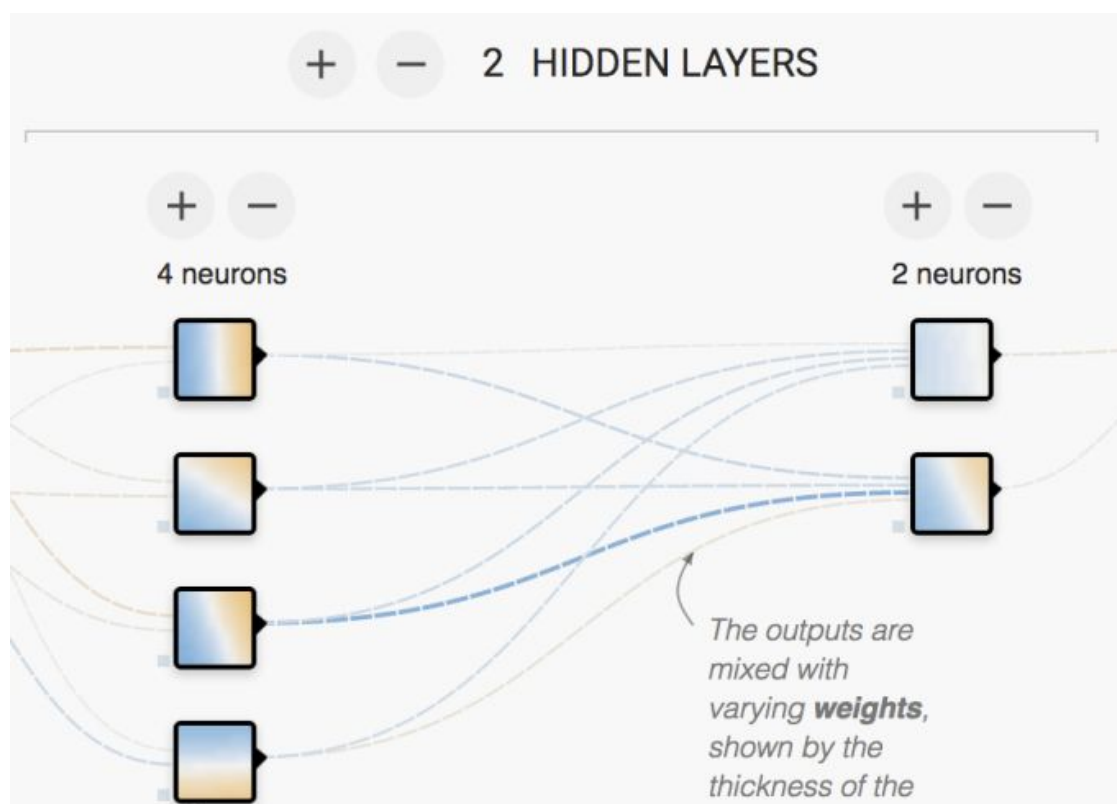 + − 2 HIDDEN LAYERS
+ − + −
4 neurons 2 neurons
The outputs are
mixed with
varying weights,
shown by the
thickness of the